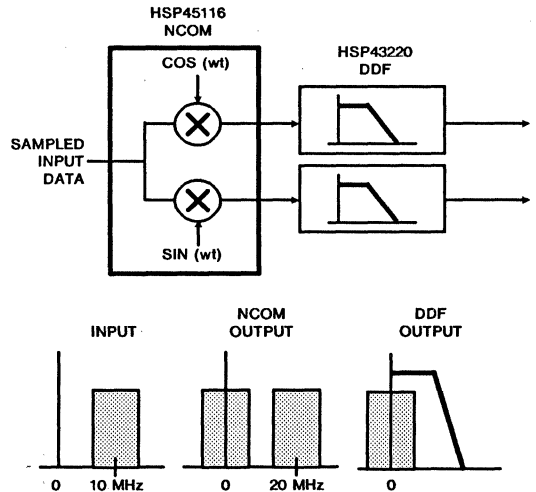 HSP45116
NCOM
COS (wt)
HSP43220
DDF
SAMPLED
INPUT
DATA
SIN (wt)
INPUT
NCOM
OUTPUT
DDF
OUTPUT
0
10 MHz
0
20 MHz
0